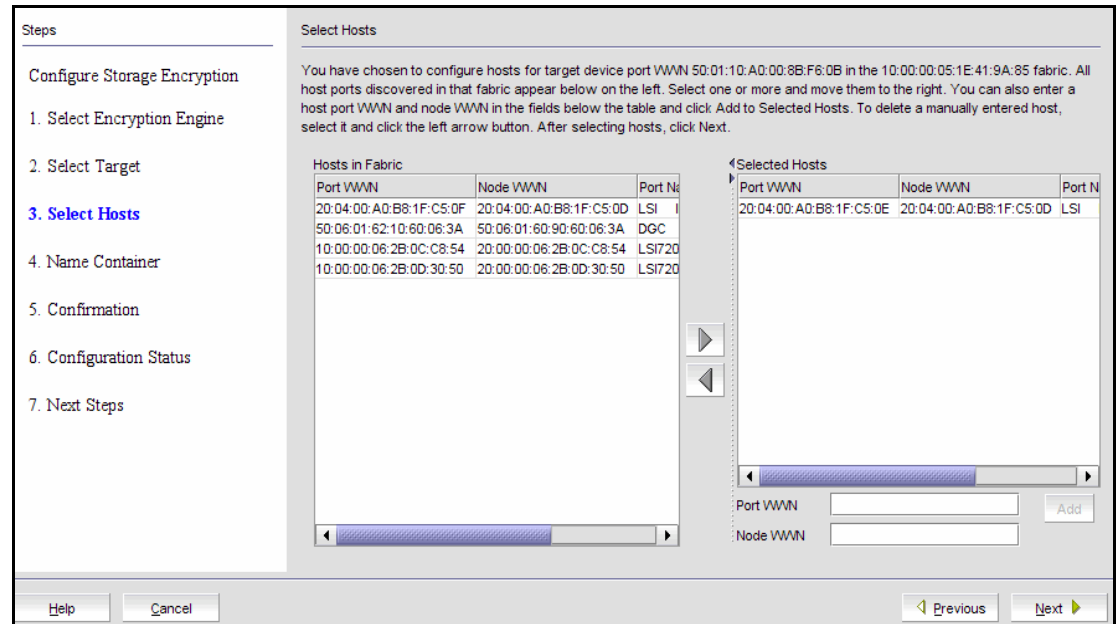 Steps
Configure Storage Encryption
1. Select Encryption Engine
2. Select Target
3. Select Hosts
4. Name Container
5. Confirmation
6. Configuration Status
7. Next Steps
Select Hosts
You have chosen to configure hosts for target device port WWN 50:01:10:A0:00:8B:F6:0B in the 10:00:00:05:1E:41:9A:85 fabric. All
host ports discovered in that fabric appear below on the left. Select one or more and move them to the right. You can also enter a
host port WWN and node WWN in the fields below the table and click Add to Selected Hosts. To delete a manually entered host,
select it and click the left arrow button. After selecting hosts, click Next.
Hosts in Fabric
Port WWN Node WWN Port Na
20:04:00:A0:B8:1F:C5:0F 20:04:00:A0:B8:1F:C5:0D LSI I
50:06:01:62:10:60:06:3A 50:06:01:60:90:60:06:3A DGC
10:00:00:06:2B:0C:C8:54 20:00:00:06:2B:0C:C8:54 LSI720
10:00:00:06:2B:0D:30:50 20:00:00:06:2B:0D:30:50 LSI720
Selected Hosts
Port WWN Node WWN Port N
20:04:00:A0:B8:1F:C5:0E 20:04:00:A0:B8:1F:C5:0D LSI
Port WWN
Add
Node WWN
Help Cancel Previous Next